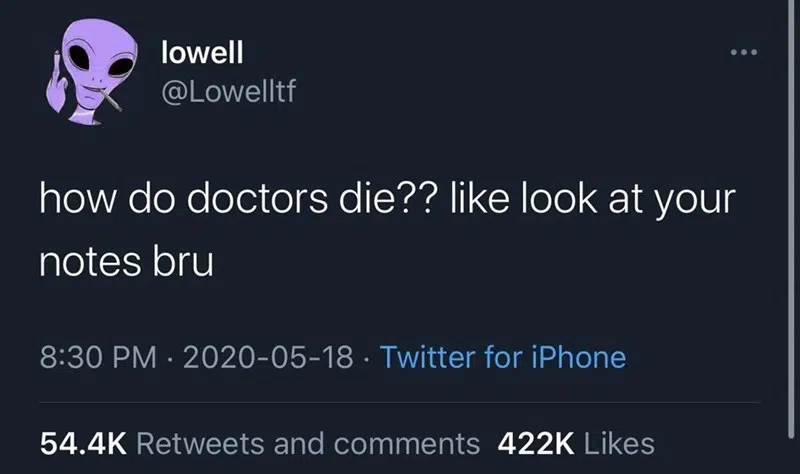 lowell
@Lowelltf
how do doctors die?? like look at your
notes bru
8:30 PM · 2020-05-18 · Twitter for iPhone
54.4K Retweets and comments 422K Likes